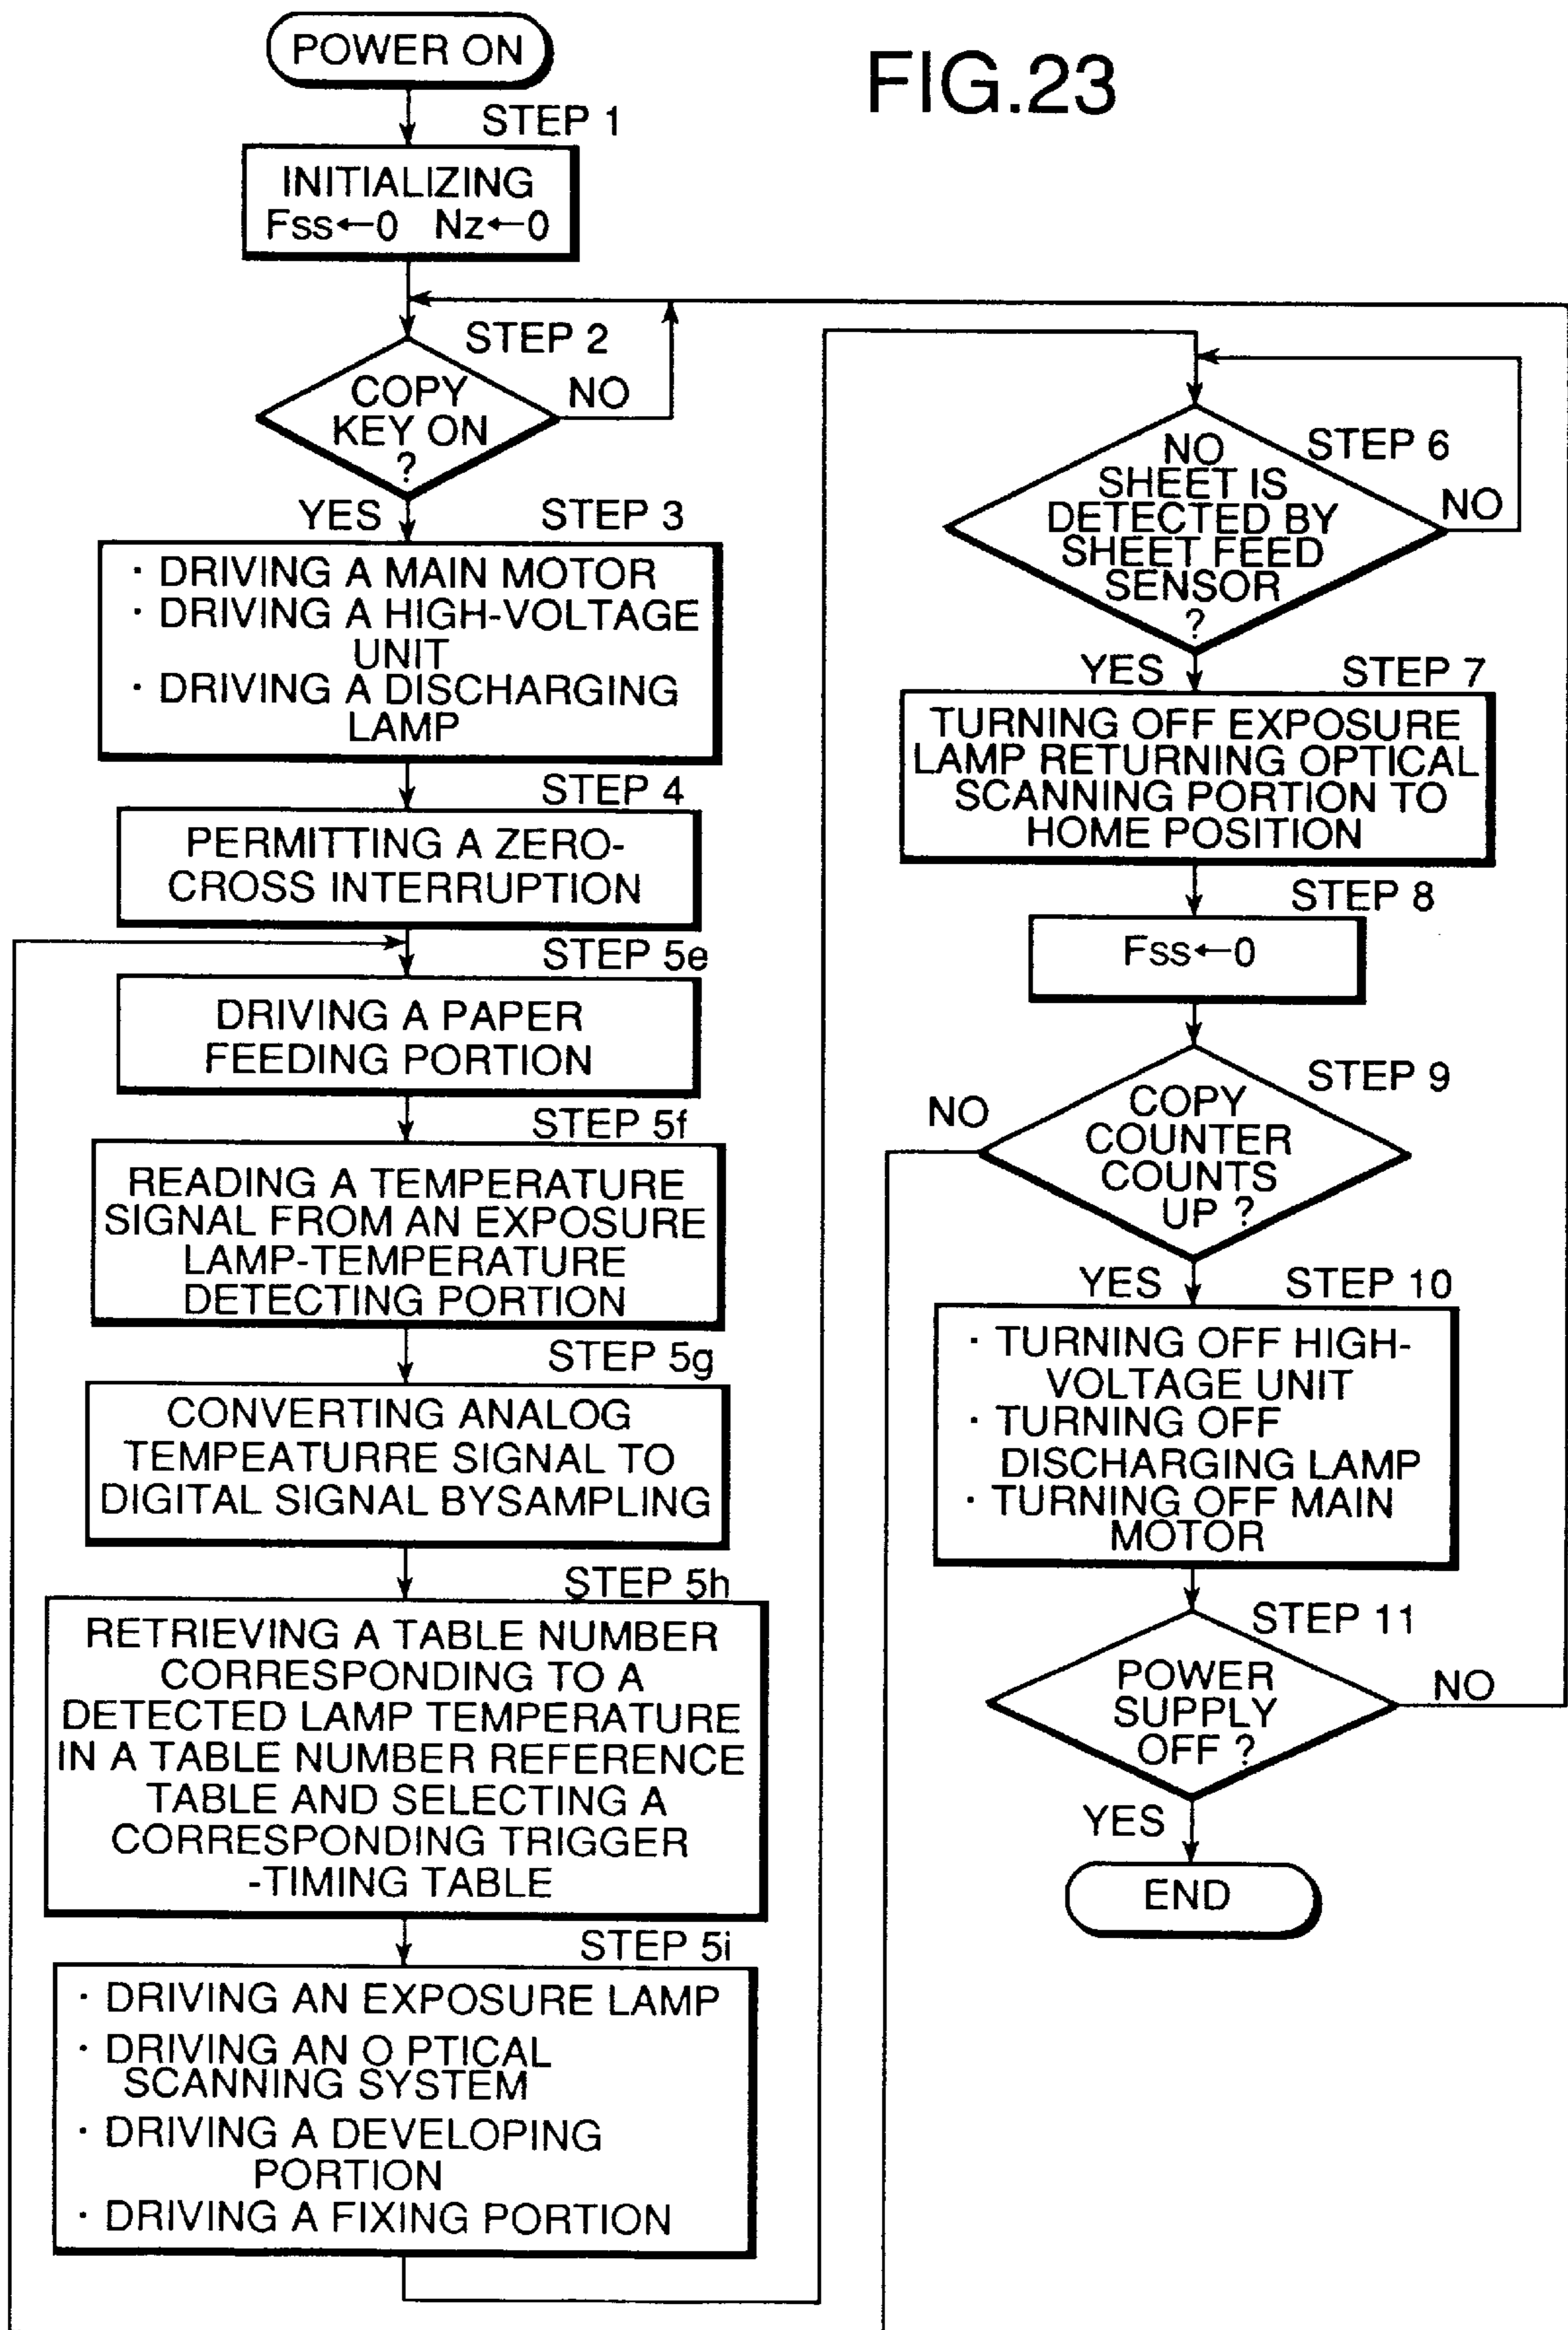 POWER ON
FIG.23
STEP 1
INITIALIZING
Fss←0 Nz←0
STEP 2
COPY
KEY ON
?
NO
YES
STEP 3
· DRIVING A MAIN MOTOR
· DRIVING A HIGH-VOLTAGE
UNIT
· DRIVING A DISCHARGING
LAMP
STEP 4
PERMITTING A ZERO-
CROSS INTERRUPTION
STEP 5e
DRIVING A PAPER
FEEDING PORTION
STEP 5f
READING A TEMPERATURE
SIGNAL FROM AN EXPOSURE
LAMP-TEMPERATURE
DETECTING PORTION
STEP 5g
CONVERTING ANALOG
TEMPEATURRE SIGNAL TO
DIGITAL SIGNAL BYSAMPLING
STEP 5h
RETRIEVING A TABLE NUMBER
CORRESPONDING TO A
DETECTED LAMP TEMPERATURE
IN A TABLE NUMBER REFERENCE
TABLE AND SELECTING A
CORRESPONDING TRIGGER
-TIMING TABLE
STEP 5i
· DRIVING AN EXPOSURE LAMP
· DRIVING AN O PTICAL
SCANNING SYSTEM
· DRIVING A DEVELOPING
PORTION
· DRIVING A FIXING PORTION
STEP 6
NO
SHEET IS
DETECTED BY
SHEET FEED
SENSOR
?
NO
YES
STEP 7
TURNING OFF EXPOSURE
LAMP RETURNING OPTICAL
SCANNING PORTION TO
HOME POSITION
STEP 8
Fss←0
STEP 9
COPY
COUNTER
COUNTS
UP ?
NO
YES
STEP 10
· TURNING OFF HIGH-
VOLTAGE UNIT
· TURNING OFF
DISCHARGING LAMP
· TURNING OFF MAIN
MOTOR
STEP 11
POWER
SUPPLY
OFF ?
NO
YES
END